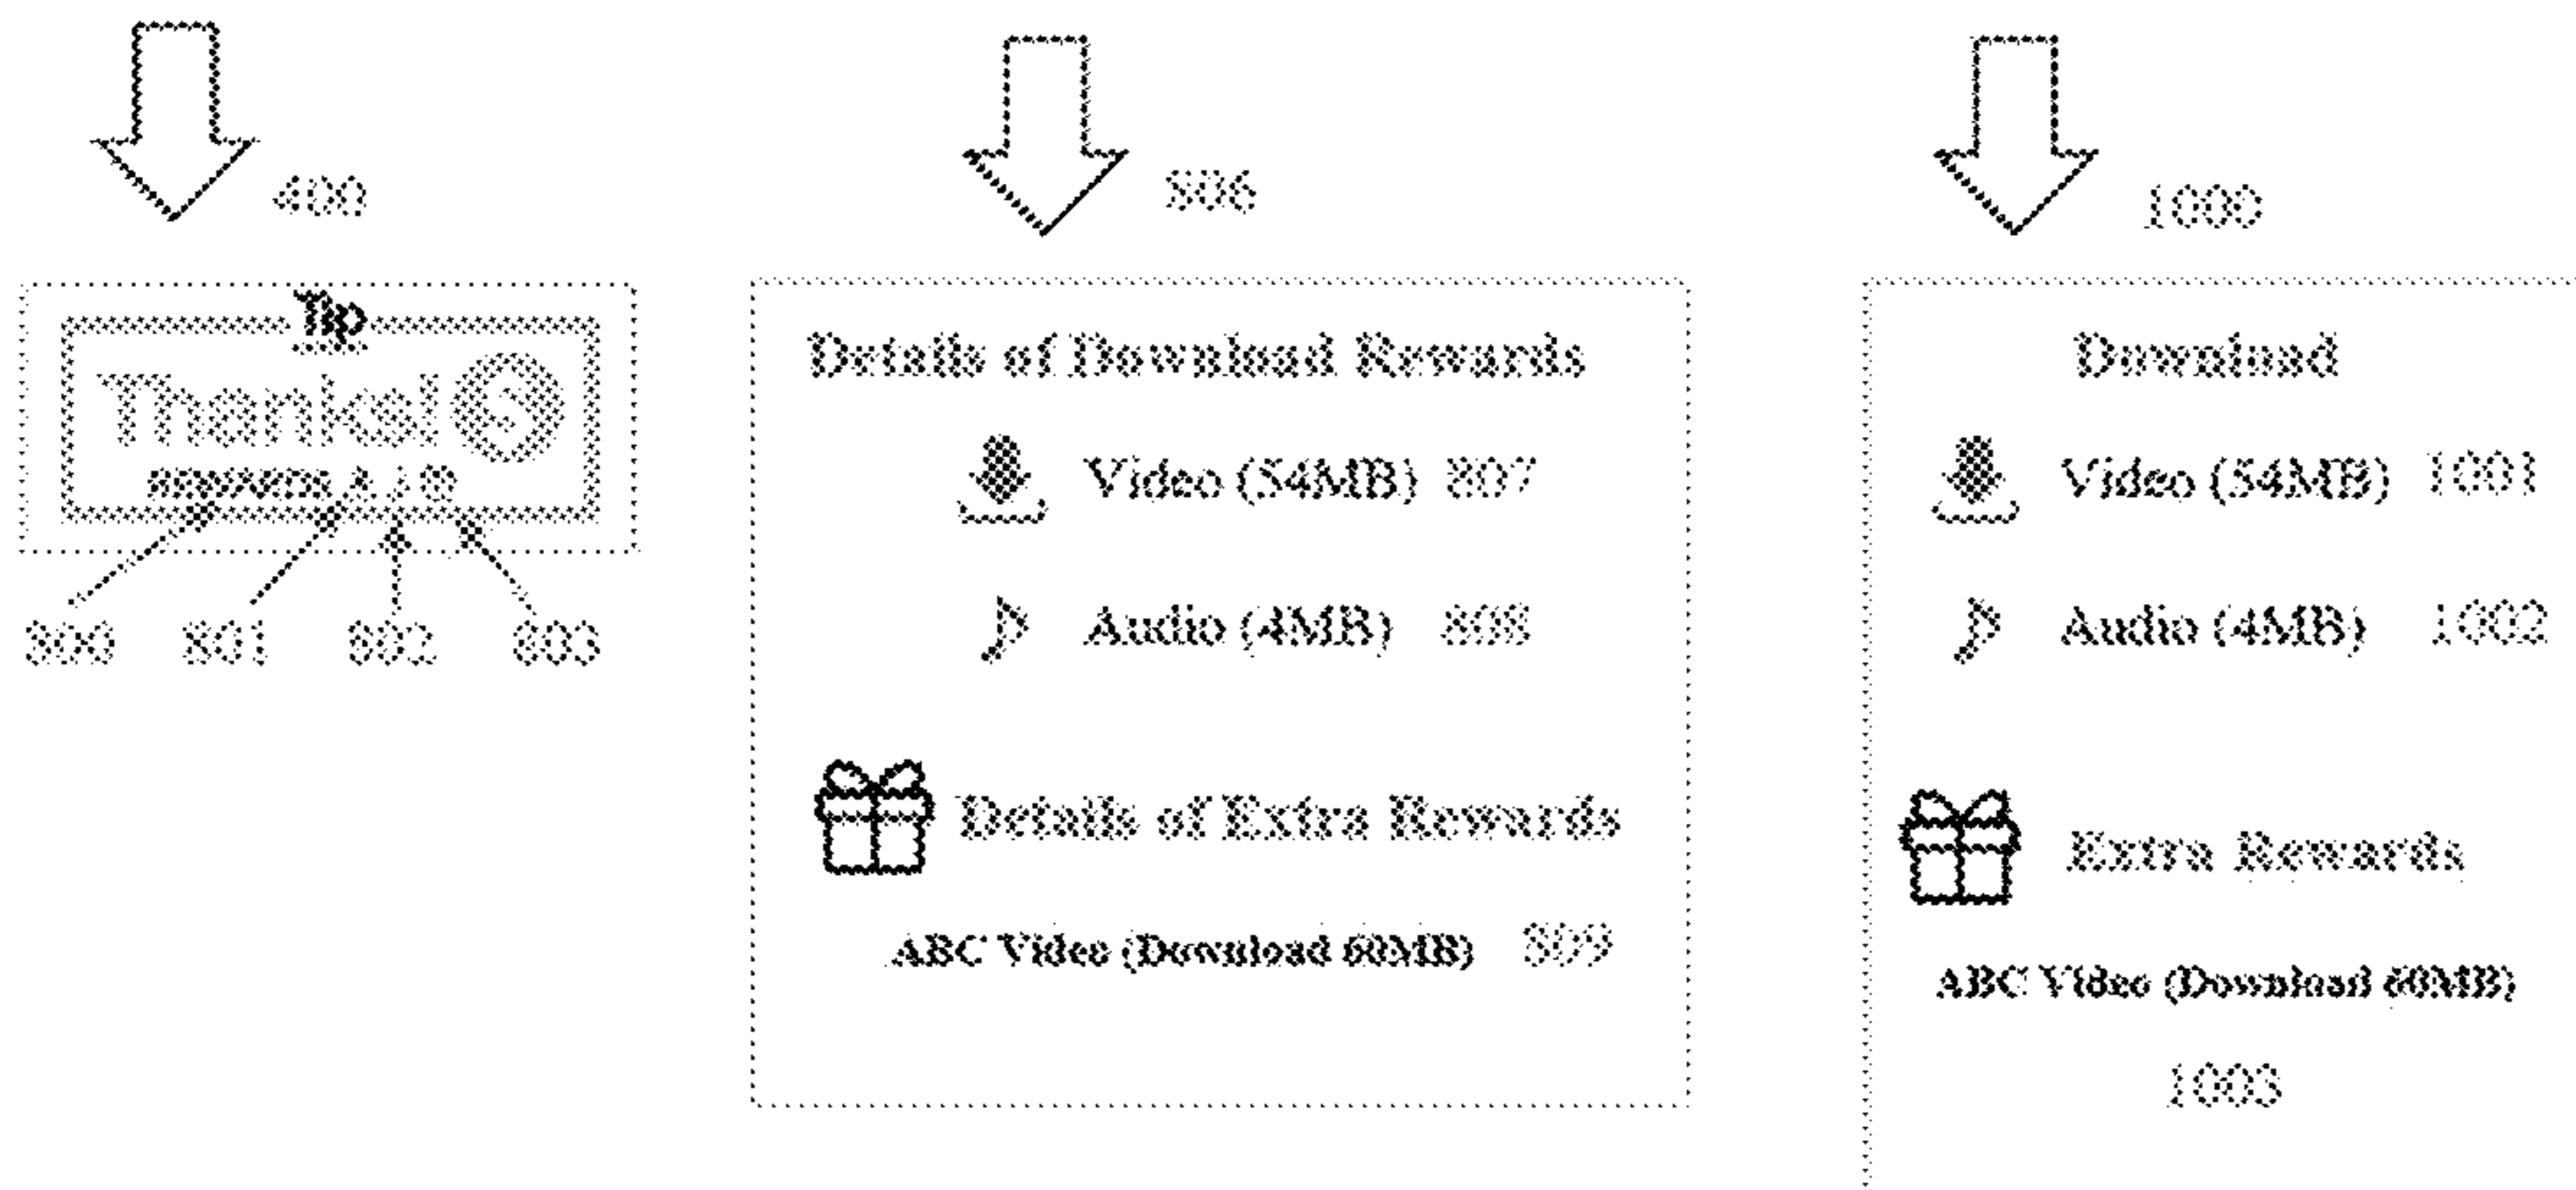 400
Tip
Thanks! $
REWARDS
800 801 802 803
806
Details of Download Rewards
Video (54MB) 807
Audio (4MB) 808
Details of Extra Rewards
ABC Video (Download 60MB) 809
1000
Download
Video (54MB) 1001
Audio (4MB) 1002
Extra Rewards
ABC Video (Download 60MB)
1003